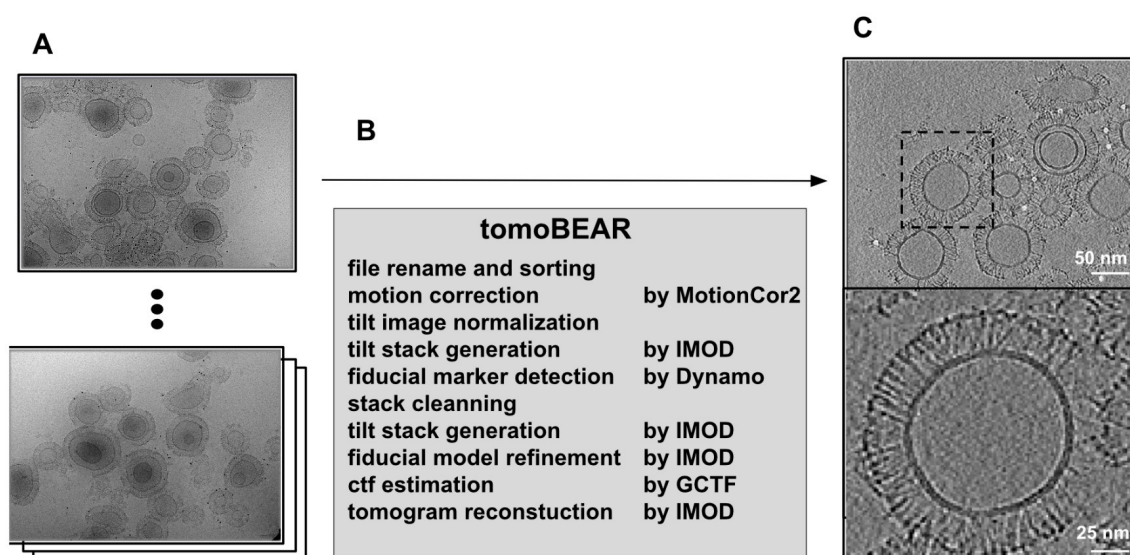 A
B
C
tomoBEAR
file rename and sorting
motion correction by MotionCor2
tilt image normalization
tilt stack generation by IMOD
fiducial marker detection by Dynamo
stack cleanning
tilt stack generation by IMOD
fiducial model refinement by IMOD
ctf estimation by GCTF
tomogram reconstuction by IMOD
50 nm
25 nm